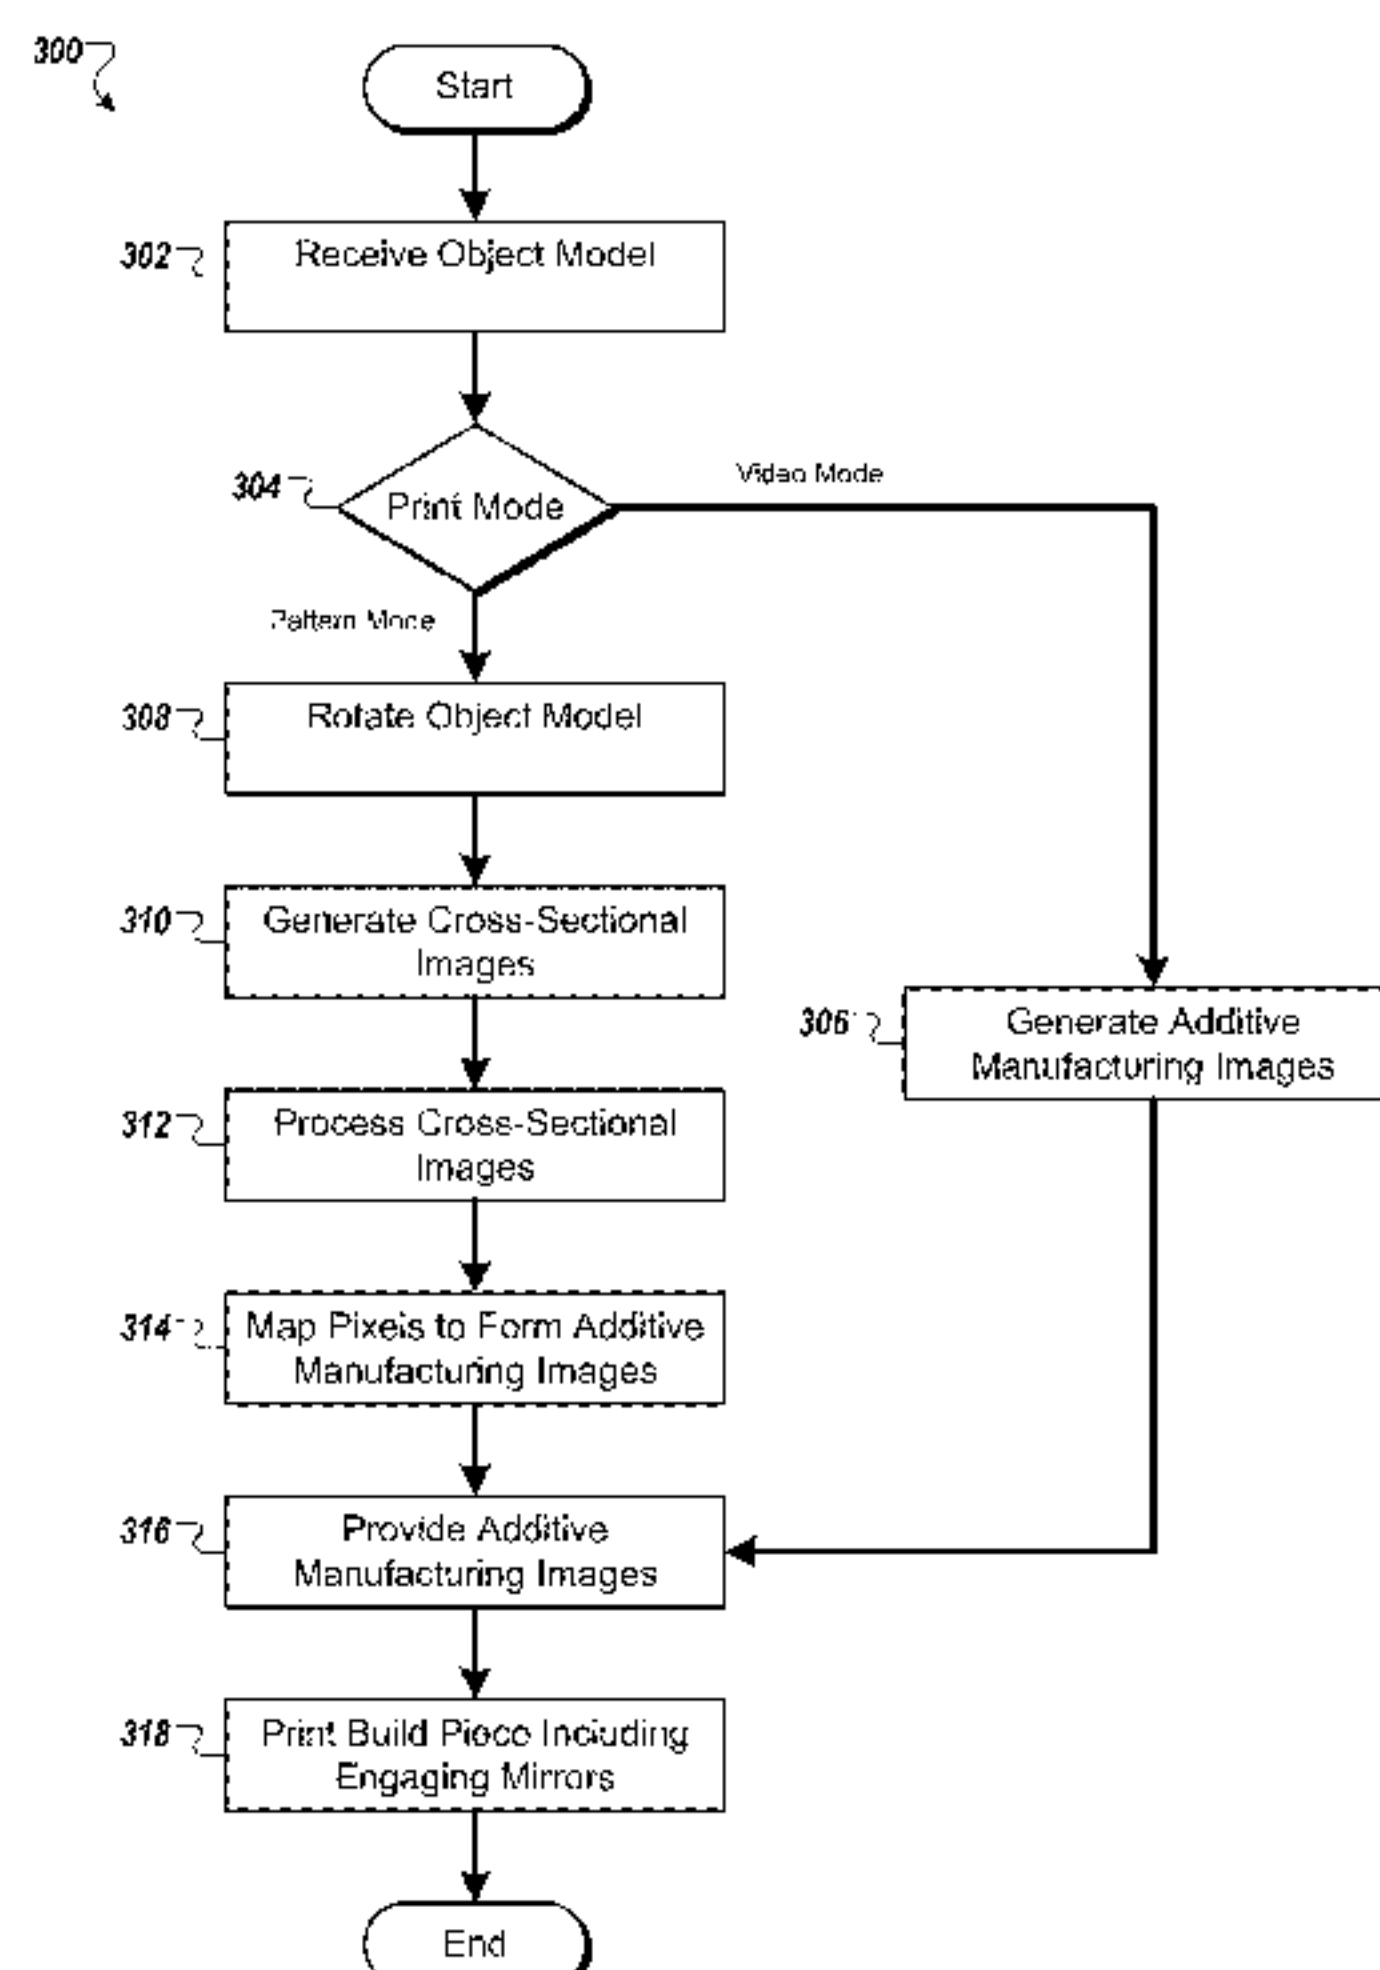 300
Start
302
Receive Object Model
304
Print Mode
Video Mode
Pattern Mode
308
Rotate Object Model
310
Generate Cross-Sectional
Images
306
Generate Additive
Manufacturing Images
312
Process Cross-Sectional
Images
314
Map Pixels to Form Additive
Manufacturing Images
316
Provide Additive
Manufacturing Images
318
Print Build Piece Including
Engaging Mirrors
End